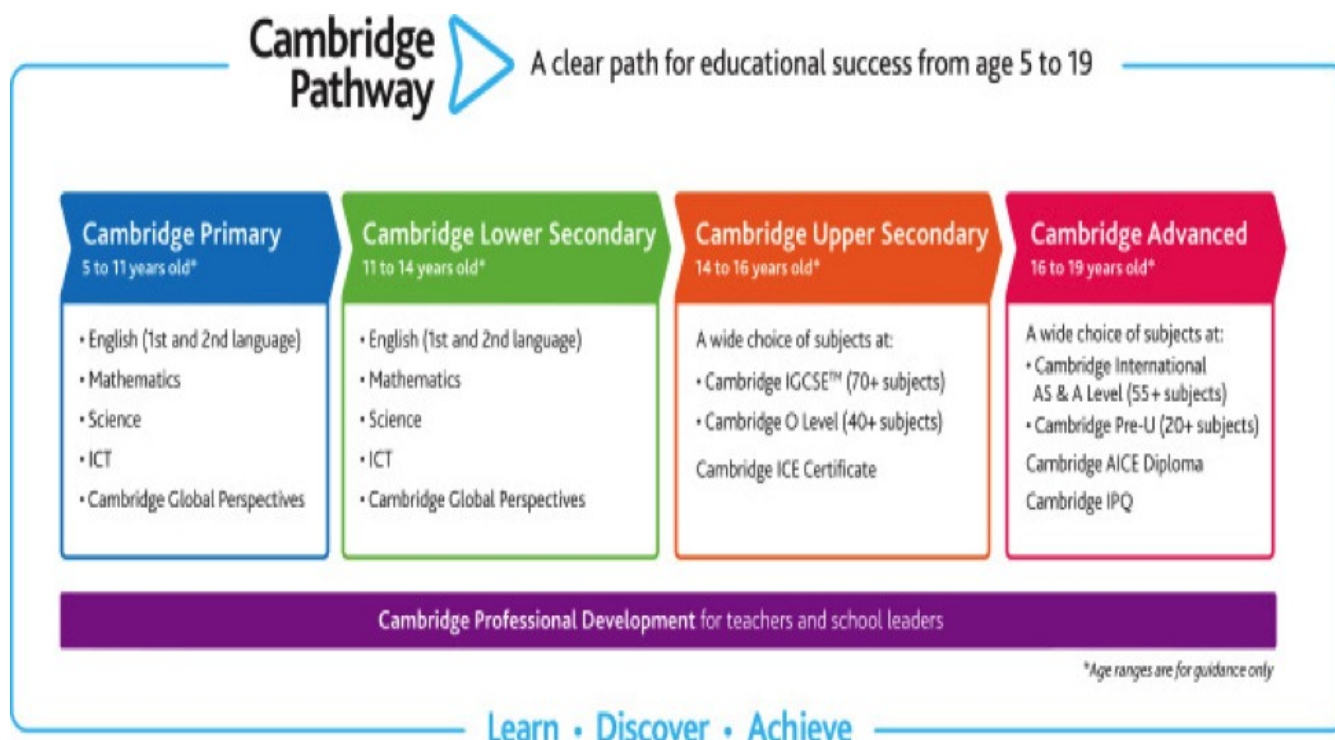 Cambridge
Pathway
A clear path for educational success from age 5 to 19
Cambridge Primary
5 to 11 years old*
• English (1st and 2nd language)
• Mathematics
• Science
• ICT
• Cambridge Global Perspectives
Cambridge Lower Secondary
11 to 14 years old*
• English (1st and 2nd language)
• Mathematics
• Science
• ICT
• Cambridge Global Perspectives
Cambridge Upper Secondary
14 to 16 years old*
A wide choice of subjects at:
• Cambridge IGCSE™ (70+ subjects)
• Cambridge O Level (40+ subjects)
Cambridge ICE Certificate
Cambridge Advanced
16 to 19 years old*
A wide choice of subjects at:
• Cambridge International
AS & A Level (55+ subjects)
• Cambridge Pre-U (20+ subjects)
Cambridge AICE Diploma
Cambridge IPQ
Cambridge Professional Development for teachers and school leaders
*Age ranges are for guidance only
Learn • Discover • Achieve